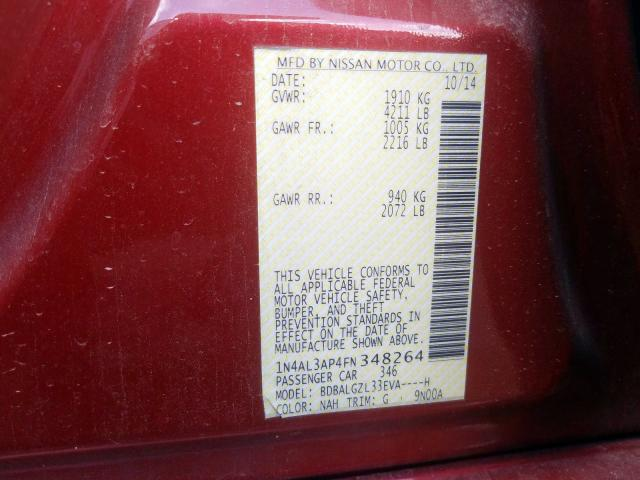 MFD BY NISSAN MOTOR CO., LTD.
DATE: 10/14
GVWR: 1910 KG
4211 LB
GAWR FR.: 1005 KG
2216 LB
GAWR RR.: 940 KG
2072 LB
THIS VEHICLE CONFORMS TO
ALL APPLICABLE FEDERAL
MOTOR VEHICLE SAFETY,
BUMPER, AND THEFT
PREVENTION STANDARDS IN
EFFECT ON THE DATE OF
MANUFACTURE SHOWN ABOVE.
1N4AL3AP4FN 348264
PASSENGER CAR 346
MODEL: BDBALGZL33EVA----H
COLOR: NAH TRIM: G , 9N00A